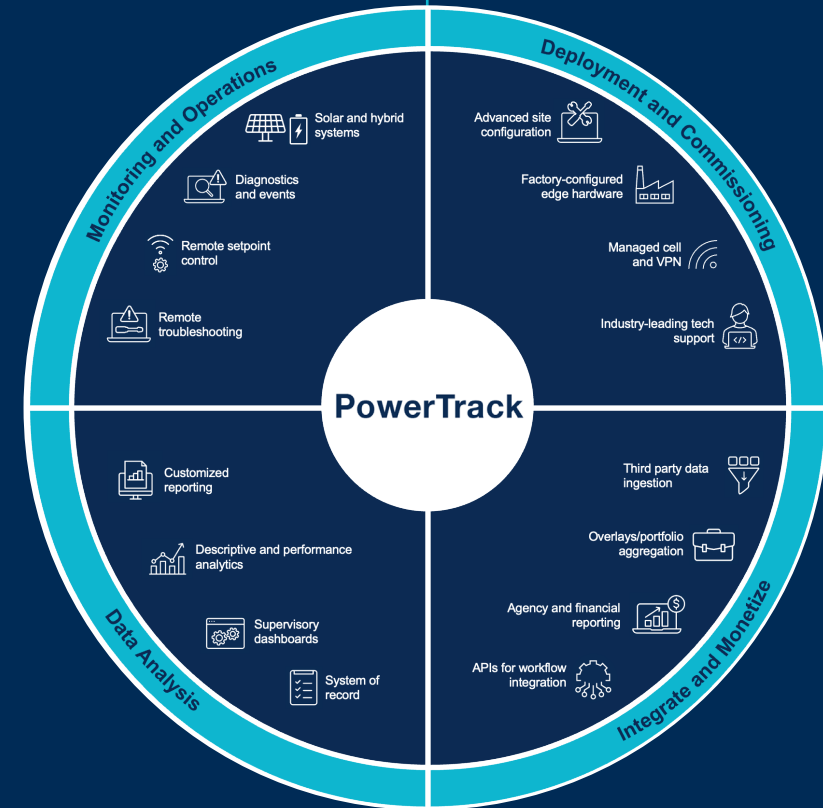 Monitoring and Operations
Solar and hybrid
systems
Diagnostics
and events
Remote setpoint
control
Remote
troubleshooting
Deployment and Commissioning
Advanced site
configuration
Factory-configured
edge hardware
Managed cell
and VPN
Industry-leading tech
support
</>
PowerTrack
Data Analysis
Customized
reporting
Descriptive and performance
analytics
Supervisory
dashboards
System of
record
Integrate and Monetize
Third party data
ingestion
Overlays/portfolio
aggregation
Agency and financial
reporting
$
APIs for workflow
integration